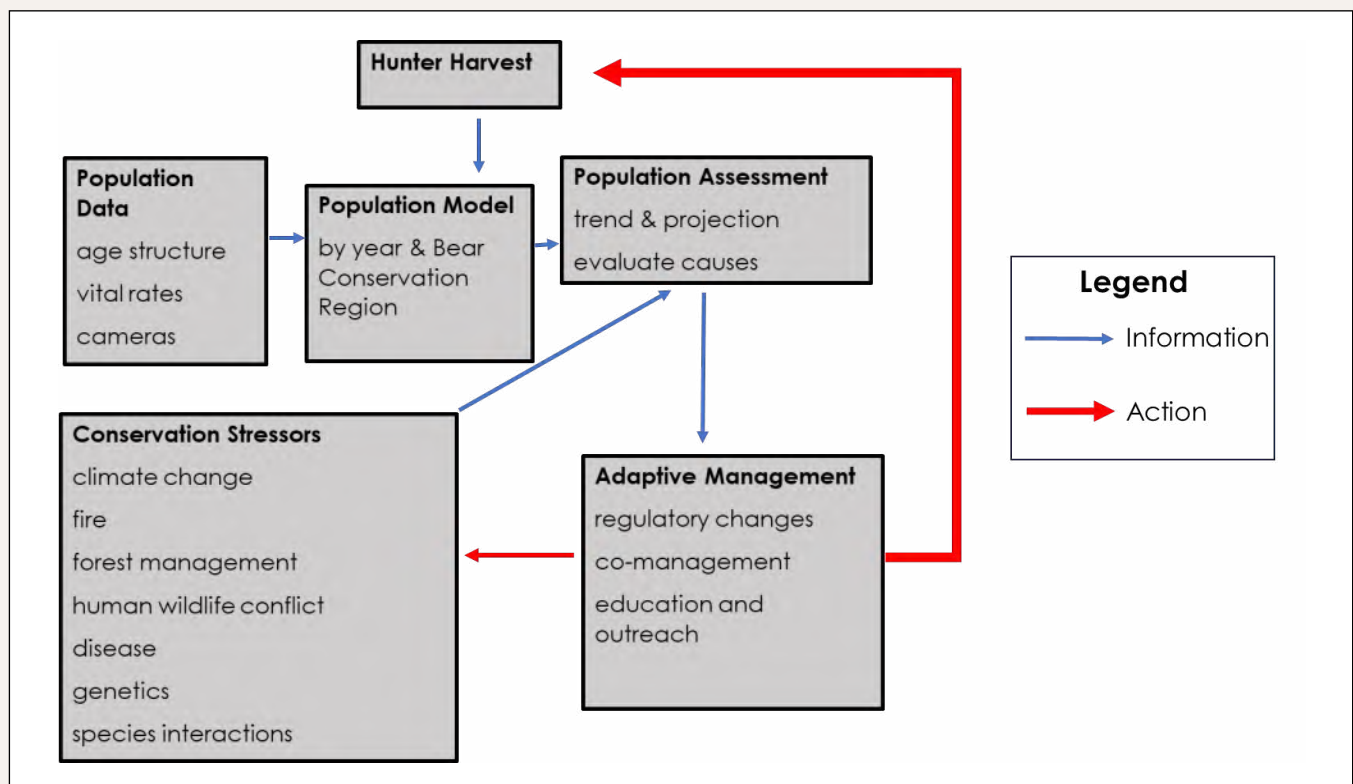 Hunter Harvest
Population
Data
age structure
vital rates
cameras
Population Model
by year & Bear
Conservation
Region
Population Assessment
trend & projection
evaluate causes
Conservation Stressors
climate change
fire
forest management
human wildlife conflict
disease
genetics
species interactions
Adaptive Management
regulatory changes
co-management
education and
outreach
Legend
Information
Action